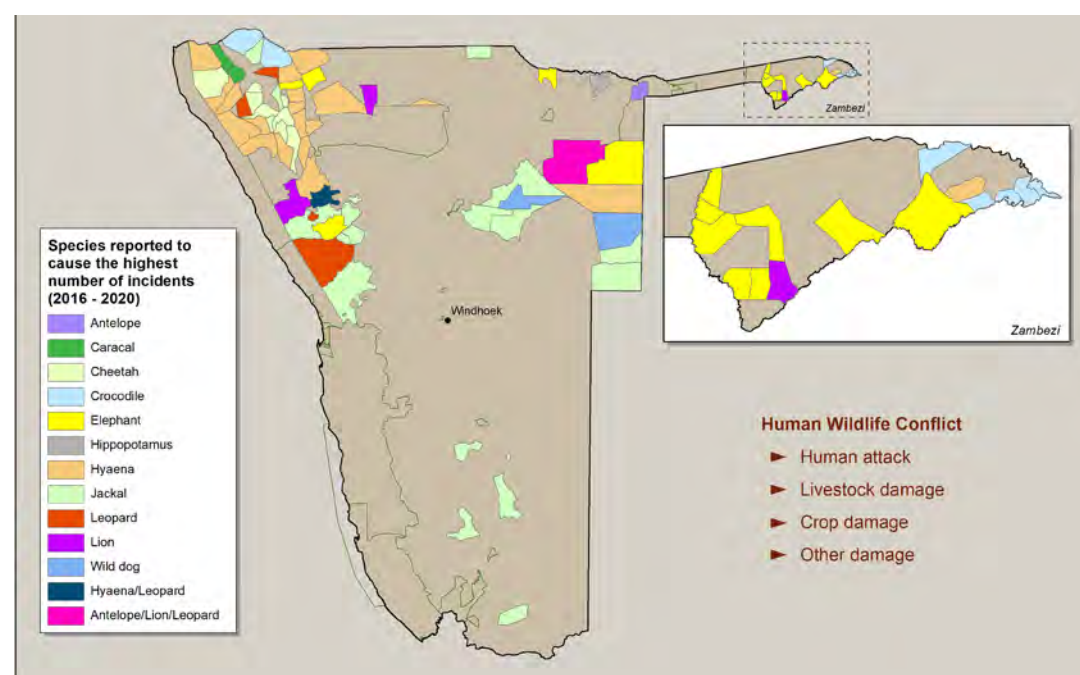 Zambezi
Species reported to
cause the highest
number of incidents
(2016 - 2020)
Antelope
Caracal
Cheetah
Crocodile
Elephant
Hippopotamus
Hyaena
Jackal
Leopard
Lion
Wild dog
Hyaena/Leopard
Antelope/Lion/Leopard
Windhoek
Zambezi
Human Wildlife Conflict
► Human attack
► Livestock damage
► Crop damage
► Other damage